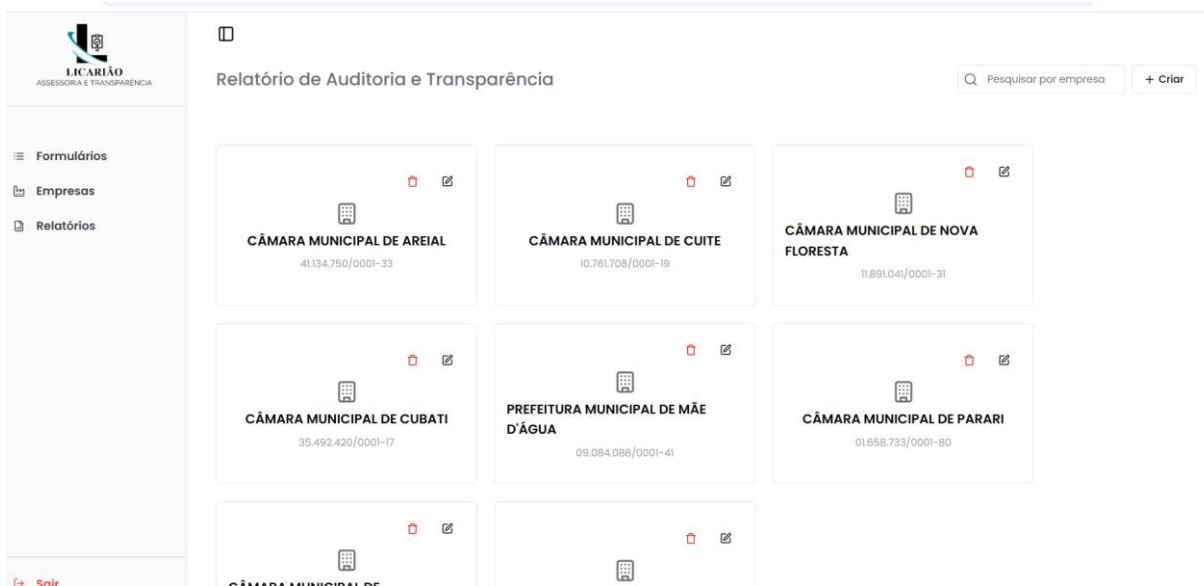 LICARIÃO
ASSESSORIA E TRANSPARÊNCIA
Formulários
Empresas
Relatórios
Sair
Relatório de Auditoria e Transparência
Pesquisar por empresa
+ Criar
CÂMARA MUNICIPAL DE AREIAL
41.134.750/0001-33
CÂMARA MUNICIPAL DE CUITE
10.761.708/0001-19
CÂMARA MUNICIPAL DE NOVA
FLORESTA
11.891.041/0001-31
CÂMARA MUNICIPAL DE CUBATI
35.492.420/0001-17
PREFEITURA MUNICIPAL DE MÃE
D'ÁGUA
09.084.088/0001-41
CÂMARA MUNICIPAL DE PARARI
01.658.733/0001-80
CÂMARA MUNICIPAL DE